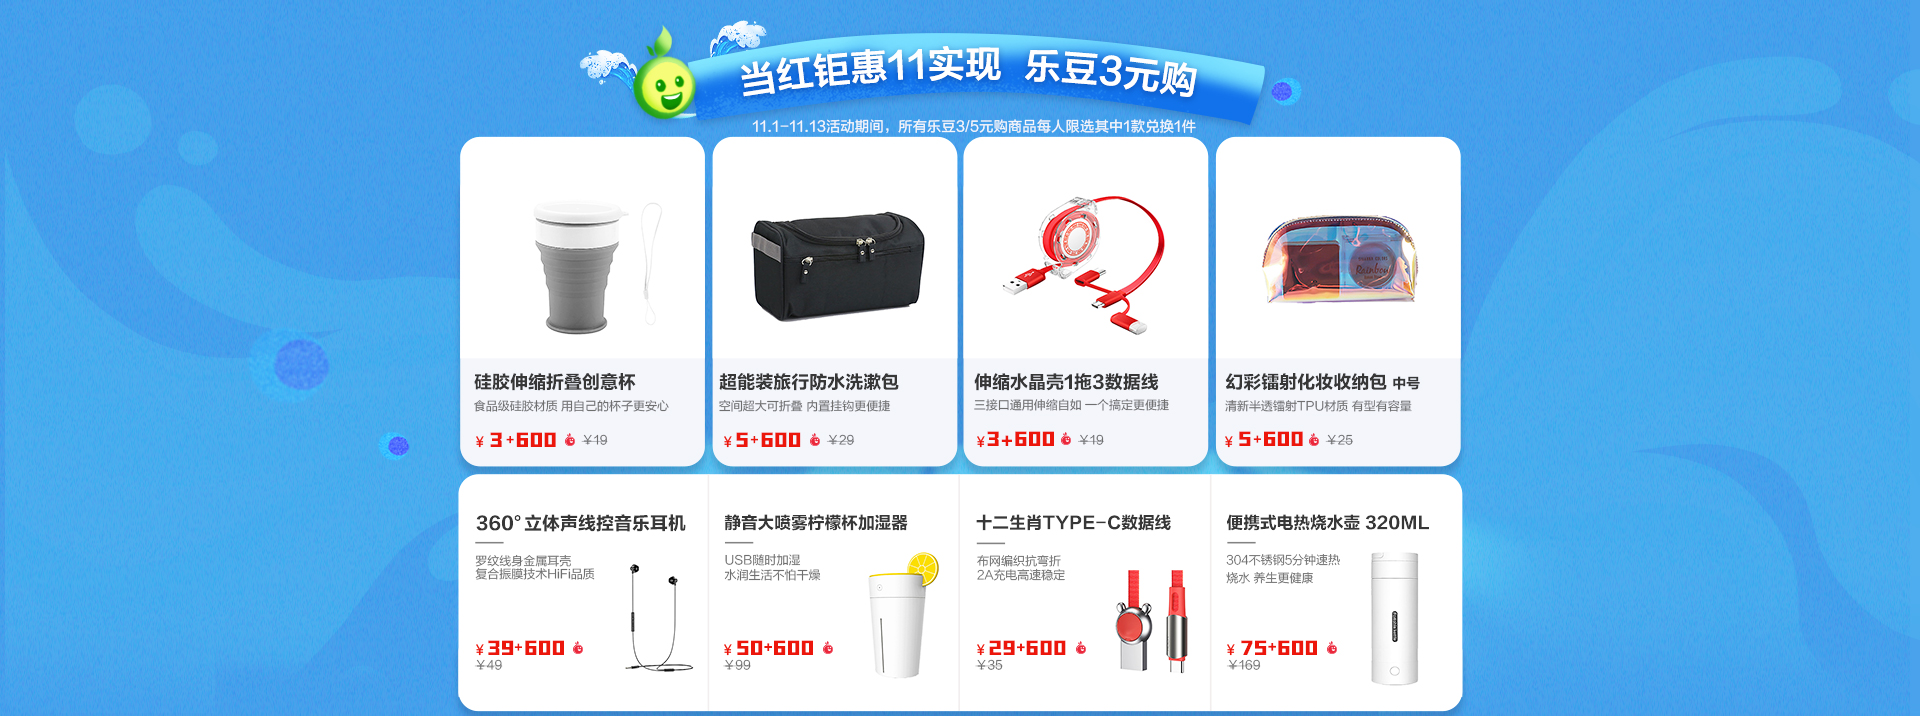 当红钜惠11实现 乐豆3元购
11.1-11.13活动期间，所有乐豆3/5元购商品每人限选其中1款兑换1件
硅胶伸缩折叠创意杯
食品级硅胶材质 用自己的杯子更安心
¥ 3+600 ¥19
超能装旅行防水洗漱包
空间超大可折叠 内置挂钩更便捷
¥ 5+600 ¥29
伸缩水晶壳1拖3数据线
三接口通用伸缩自如 一个搞定更便捷
¥3+600 ¥19
Rainbow
幻彩镭射化妆收纳包 中号
清新半透镭射TPU材质 有型有容量
¥ 5+600 ¥25
360°立体声线控音乐耳机
罗纹线身金属耳壳
复合振膜技术HiFi品质
¥ 39+600
¥49
静音大喷雾柠檬杯加湿器
USB随时加湿
水润生活不怕干燥
¥ 50+600
¥99
十二生肖TYPE-C数据线
布网编织抗弯折
2A充电高速稳定
¥ 29+600
¥35
便携式电热烧水壶 320ML
304不锈钢5分钟速热
烧水 养生更健康
¥ 75+600
¥169